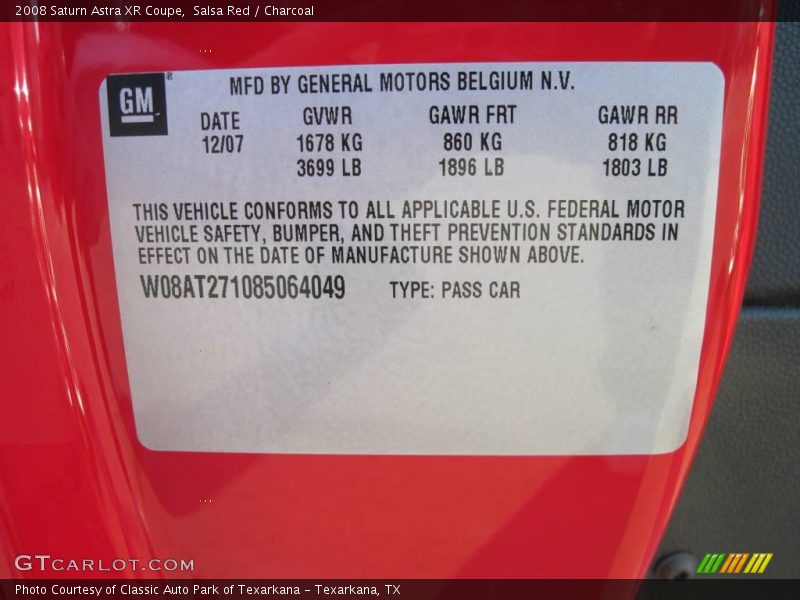 2008 Saturn Astra XR Coupe, Salsa Red / Charcoal
GM®
MFD BY GENERAL MOTORS BELGIUM N.V.
DATE GVWR GAWR FRT GAWR RR
12/07 1678 KG 860 KG 818 KG
3699 LB 1896 LB 1803 LB
THIS VEHICLE CONFORMS TO ALL APPLICABLE U.S. FEDERAL MOTOR
VEHICLE SAFETY, BUMPER, AND THEFT PREVENTION STANDARDS IN
EFFECT ON THE DATE OF MANUFACTURE SHOWN ABOVE.
W08AT271085064049 TYPE: PASS CAR
GTCARLOT.COM
Photo Courtesy of Classic Auto Park of Texarkana - Texarkana, TX